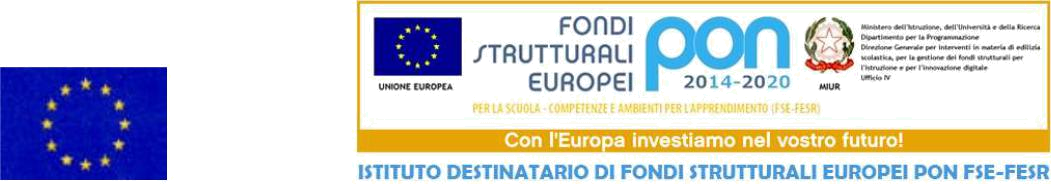 FONDI
STRUTTURALI
EUROPEI
pon
2014-2020
UNIONE EUROPEA
Ministero dell'Istruzione, dell'Università e della Ricerca
Dipartimento per la Programmazione
Direzione Generale per interventi in materia di edilizia
scolastica, per la gestione dei fondi strutturali per
l'istruzione e per l'innovazione digitale
Ufficio IV
MIUR
PER LA SCUOLA - COMPETENZE E AMBIENTI PER L'APPRENDIMENTO (FSE-FESR)
Con l'Europa investiamo nel vostro futuro!
ISTITUTO DESTINATARIO DI FONDI STRUTTURALI EUROPEI PON FSE-FESR